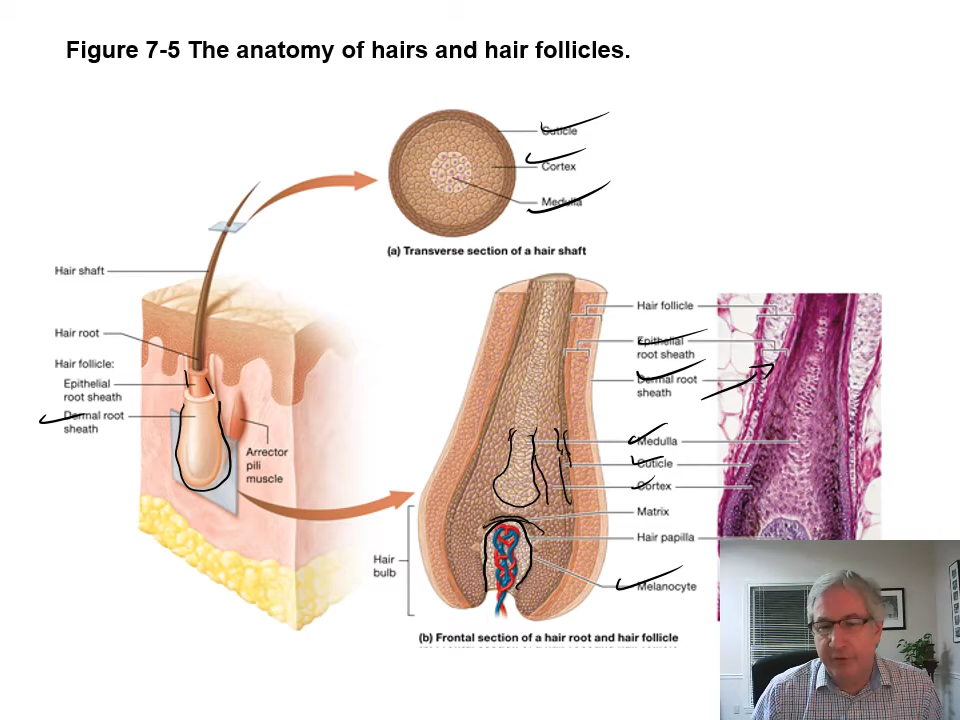 Figure 7-5 The anatomy of hairs and hair follicles.
Cuticle
Cortex
Medulla
(a) Transverse section of a hair shaft
Hair shaft
Hair root
Hair follicle:
Epithelial
root sheath
Dermal root
sheath
Arrector
pili
muscle
Hair follicle
Epithelial
root sheath
Dermal root
sheath
Medulla
Cuticle
Cortex
Matrix
Hair papilla
Melanocyte
Hair
bulb
(b) Frontal section of a hair root and hair follicle